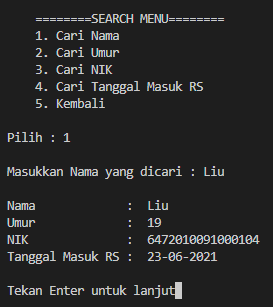 ========SEARCH MENU========
1. Cari Nama
2. Cari Umur
3. Cari NIK
4. Cari Tanggal Masuk RS
5. Kembali
Pilih : 1
Masukkan Nama yang dicari : Liu
Nama : Liu
Umur : 19
NIK : 6472010091000104
Tanggal Masuk RS : 23-06-2021
Tekan Enter untuk lanjut